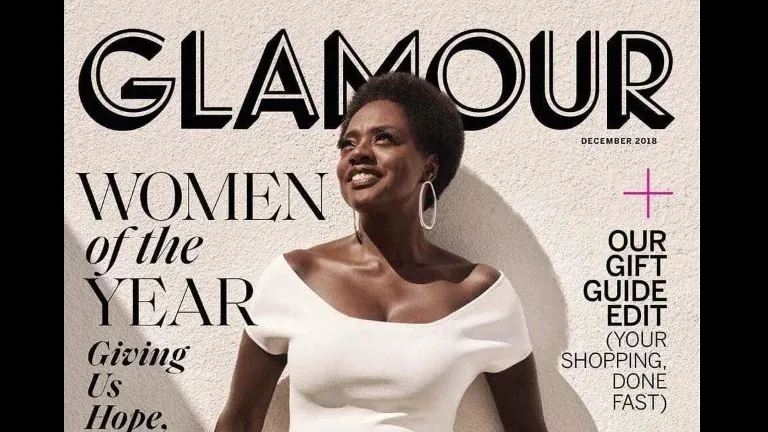 GLAMOUR
DECEMBER 2018
WOMEN
of the
YEAR
Giving
Us
Hope,
OUR
GIFT
GUIDE
EDIT
(YOUR
SHOPPING,
DONE
FAST)